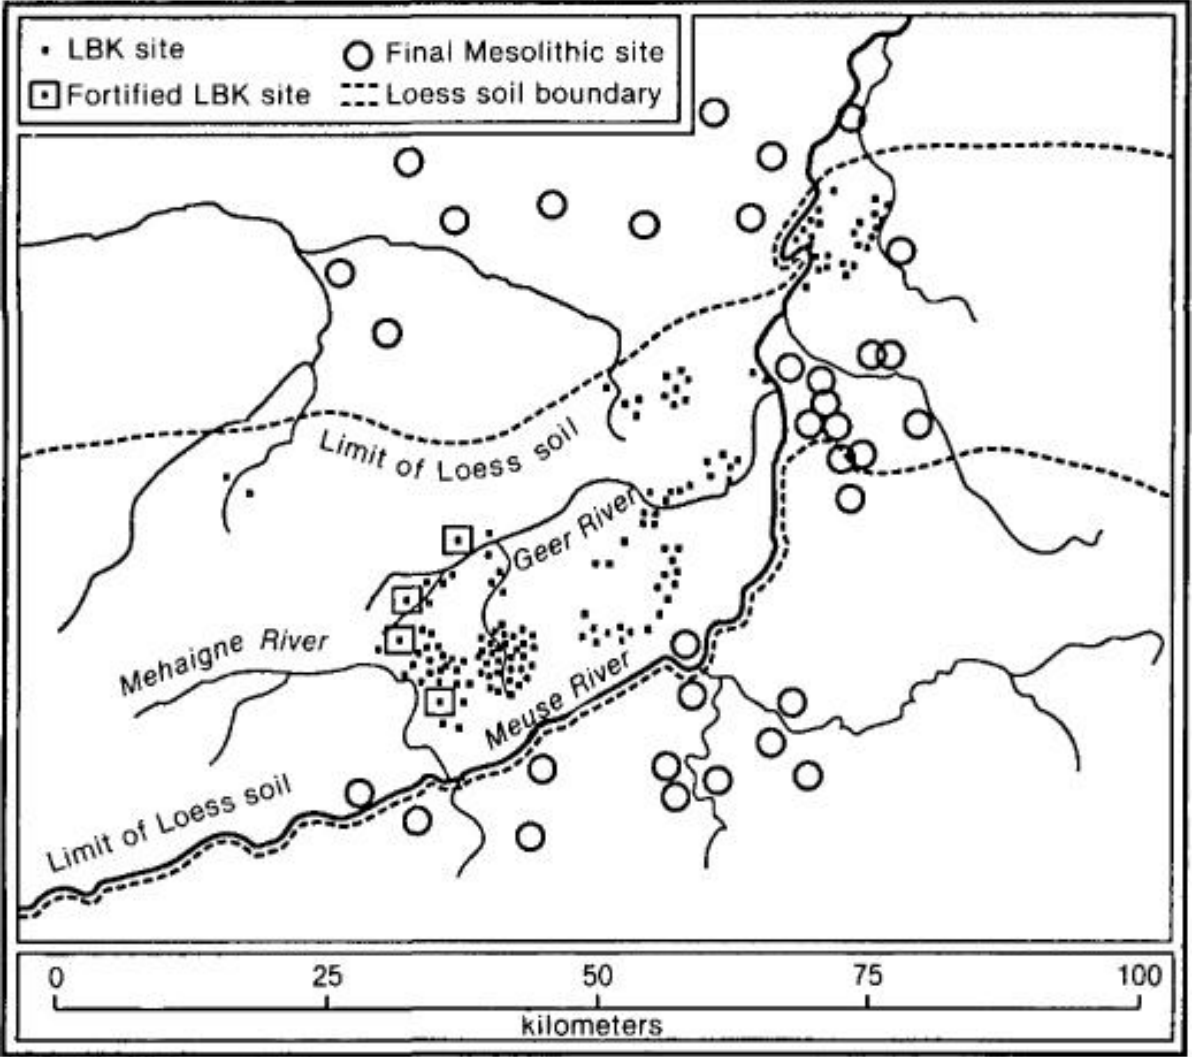 LBK site
Final Mesolithic site
Fortified LBK site
Loess soil boundary
Limit of Loess soil
Geer River
Mehaigne River
Meuse River
Limit of Loess soil
0 25 50 75 100
kilometers